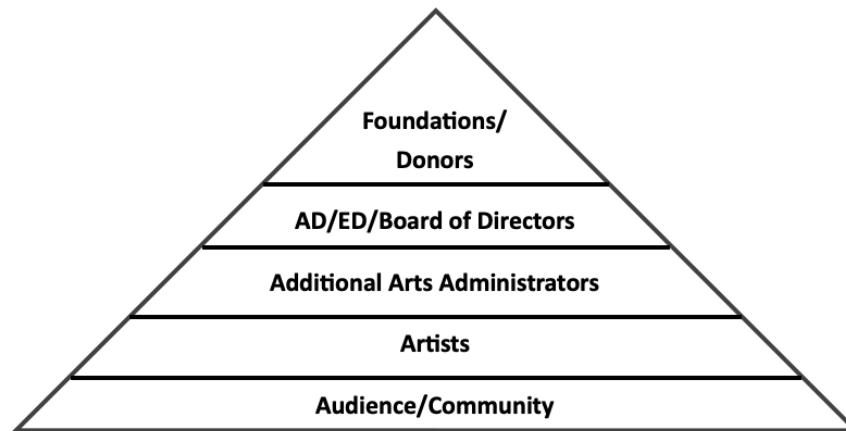 Foundations/
Donors
AD/ED/Board of Directors
Additional Arts Administrators
Artists
Audience/Community